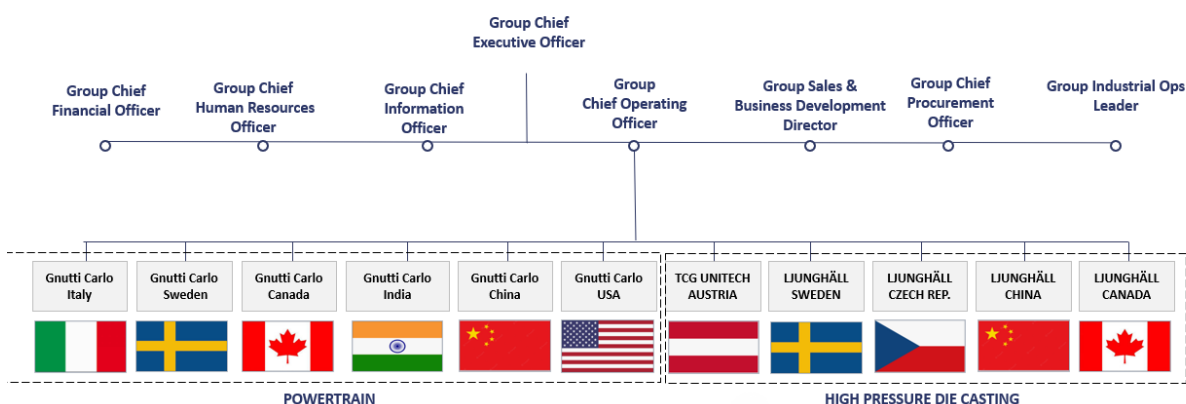 Group Chief
Executive Officer
Group Chief
Financial Officer
Group Chief
Human Resources
Officer
Group Chief
Information
Officer
Group
Chief Operating
Officer
Group Sales &
Business Development
Director
Group Chief
Procurement
Officer
Group Industrial Ops
Leader
Gnutti Carlo
Italy
Gnutti Carlo
Sweden
Gnutti Carlo
Canada
Gnutti Carlo
India
Gnutti Carlo
China
Gnutti Carlo
USA
TCG UNITECH
AUSTRIA
LJUNGHÄLL
SWEDEN
LJUNGHÄLL
CZECH REP.
LJUNGHÄLL
CHINA
LJUNGHÄLL
CANADA
POWERTRAIN
HIGH PRESSURE DIE CASTING